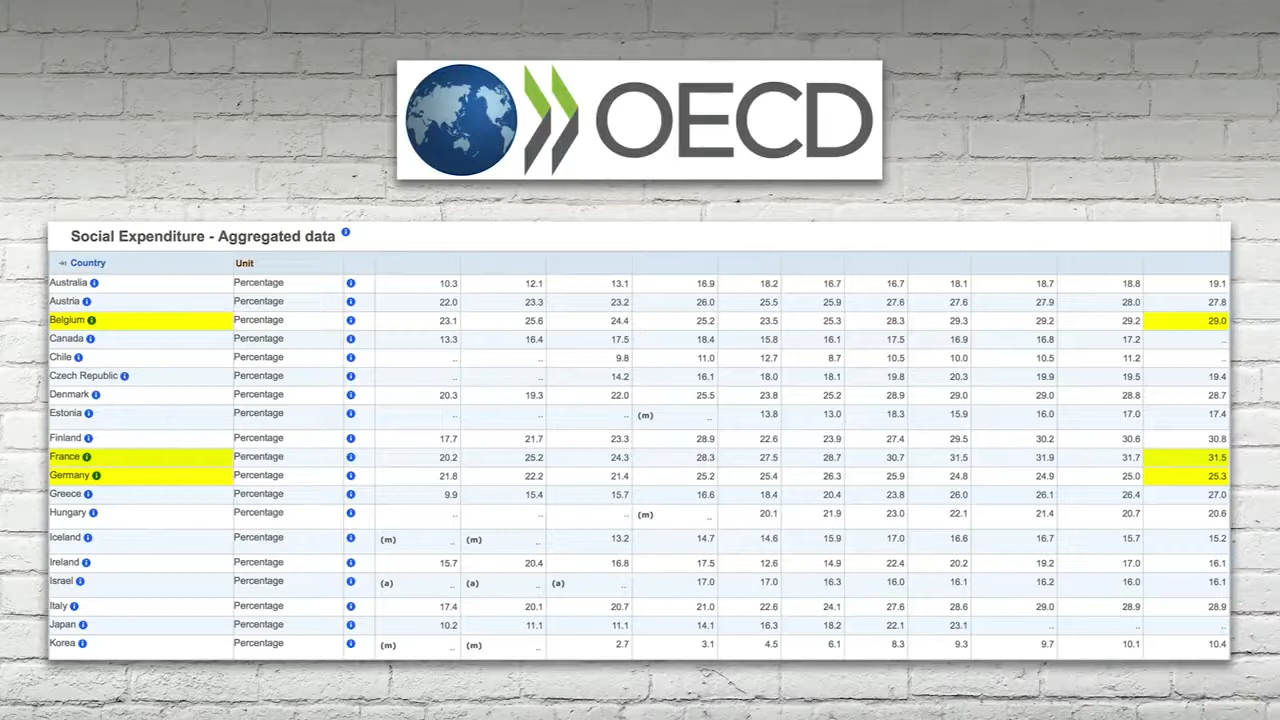 OECD
Social Expenditure - Aggregated data
Country Unit
Australia Percentage 10.3 12.1 13.1 16.9 18.2 16.7 16.7 18.1 18.7 18.8 19.1
Austria Percentage 22.0 23.3 23.2 26.0 25.5 25.9 27.6 27.6 27.9 28.0 27.8
Belgium Percentage 23.1 25.6 24.4 25.2 23.5 25.3 28.3 29.3 29.2 29.2 29.0
Canada Percentage 13.3 16.4 17.5 18.4 15.8 16.1 17.5 16.9 16.8 17.2 ..
Chile Percentage .. .. 9.8 11.0 12.7 8.7 10.5 10.0 10.5 11.2 ..
Czech Republic Percentage .. .. 14.2 16.1 18.0 18.1 19.8 20.3 19.9 19.5 19.4
Denmark Percentage 20.3 19.3 22.0 25.5 23.8 25.2 28.9 29.0 29.0 28.8 28.7
Estonia Percentage .. .. .. (m) .. 13.8 13.0 18.3 15.9 16.0 17.0 17.4
Finland Percentage 17.7 21.7 23.3 28.9 22.6 23.9 27.4 29.5 30.2 30.6 30.8
France Percentage 20.2 25.2 24.3 28.3 27.5 28.7 30.7 31.5 31.9 31.7 31.5
Germany Percentage 21.8 22.2 21.4 25.2 25.4 26.3 25.9 24.8 24.9 25.0 25.3
Greece Percentage 9.9 15.4 15.7 16.6 18.4 20.4 23.8 26.0 26.1 26.4 27.0
Hungary Percentage .. .. .. (m) .. 20.1 21.9 23.0 22.1 21.4 20.7 20.6
Iceland Percentage (m) .. (m) .. 13.2 14.7 14.6 15.9 17.0 16.6 16.7 15.7 15.2
Ireland Percentage 15.7 20.4 16.8 17.5 12.6 14.9 22.4 20.2 19.2 17.0 16.1
Israel Percentage (a) .. (a) .. (a) .. 17.0 17.0 16.3 16.0 16.1 16.2 16.0 16.1
Italy Percentage 17.4 20.1 20.7 21.0 22.6 24.1 27.6 28.6 29.0 28.9 28.9
Japan Percentage 10.2 11.1 11.1 14.1 16.3 18.2 22.1 23.1 .. .. ..
Korea Percentage (m) .. (m) .. 2.7 3.1 4.5 6.1 8.3 9.3 9.7 10.1 10.4